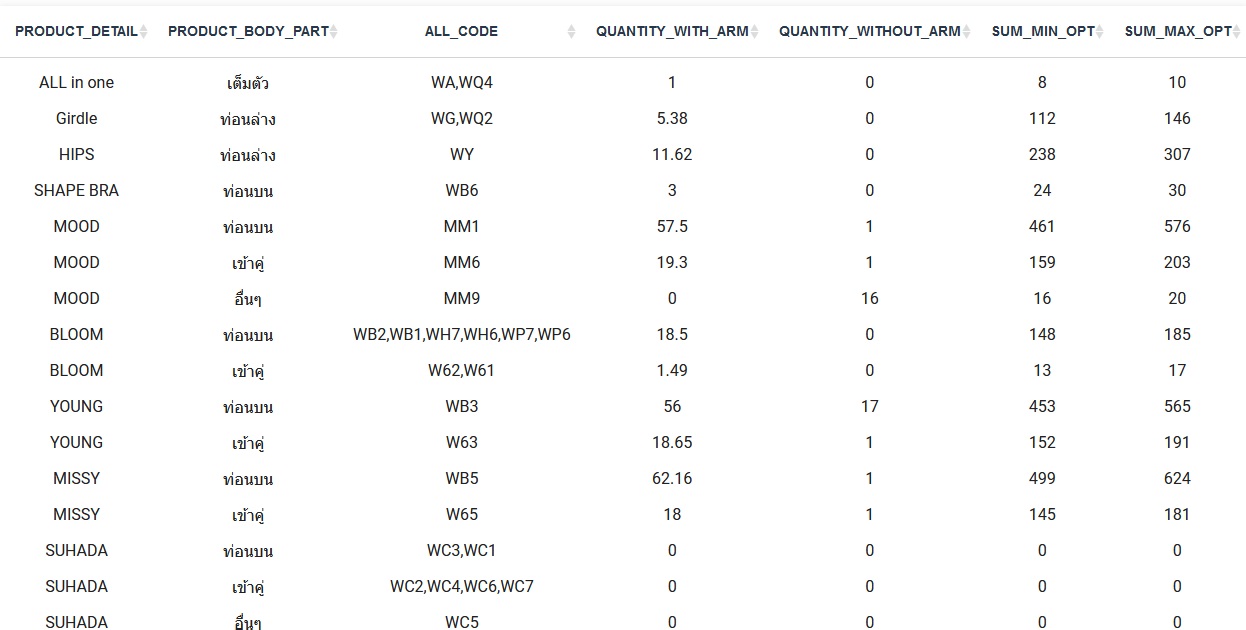 PRODUCT_DETAIL PRODUCT_BODY_PART ALL_CODE QUANTITY_WITH_ARM QUANTITY_WITHOUT_ARM SUM_MIN_OPT SUM_MAX_OPT
ALL in one เต็มตัว WA,WQ4 1 0 8 10
Girdle ท่อนล่าง WG,WQ2 5.38 0 112 146
HIPS ท่อนล่าง WY 11.62 0 238 307
SHAPE BRA ท่อนบน WB6 3 0 24 30
MOOD ท่อนบน MM1 57.5 1 461 576
MOOD เข้าคู่ MM6 19.3 1 159 203
MOOD อื่นๆ MM9 0 16 16 20
BLOOM ท่อนบน WB2,WB1,WH7,WH6,WP7,WP6 18.5 0 148 185
BLOOM เข้าคู่ W62,W61 1.49 0 13 17
YOUNG ท่อนบน WB3 56 17 453 565
YOUNG เข้าคู่ W63 18.65 1 152 191
MISSY ท่อนบน WB5 62.16 1 499 624
MISSY เข้าคู่ W65 18 1 145 181
SUHADA ท่อนบน WC3,WC1 0 0 0 0
SUHADA เข้าคู่ WC2,WC4,WC6,WC7 0 0 0 0
SUHADA อื่นๆ WC5 0 0 0 0